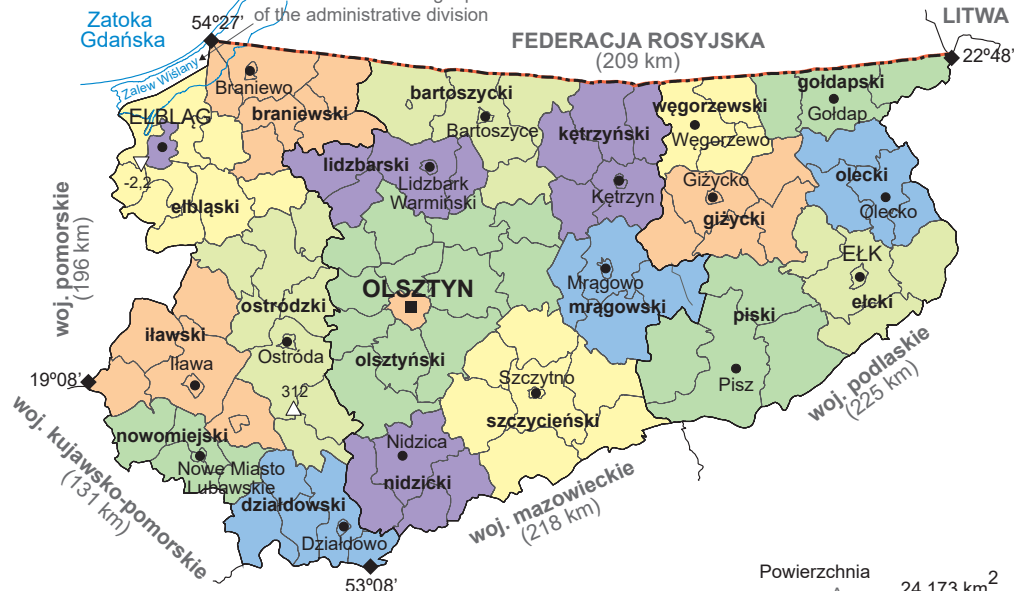 of the administrative division
Zatoka
Gdańska
54º27’
LITWA
FEDERACJA ROSYJSKA
(209 km)
22º48’
Zalew Wiślany
Braniewo
braniewski
bartoszycki
Bartoszyce
kętrzyński
Kętrzyn
węgorzewski
Węgorzewo
gołdapski
Gołdap
ELBLĄG
-2,2
elbląski
lidzbarski
Lidzbark
Warmiński
Giżycko
giżycki
olecki
Olecko
EŁK
ełcki
woj. pomorskie
(196 km)
OLSZTYN
olsztyński
Mrągowo
mrągowski
piski
Pisz
ostródzki
Ostróda
312
iławski
Iława
19º08’
Szczytno
szczycieński
woj. podlaskie
(225 km)
nowomiejski
Nowe Miasto
Lubawskie
Nidzica
nidzicki
działdowski
Działdowo
woj. kujawsko-pomorskie
(131 km)
woj. mazowieckie
(218 km)
53º08’
Powierzchnia
24 173 km2